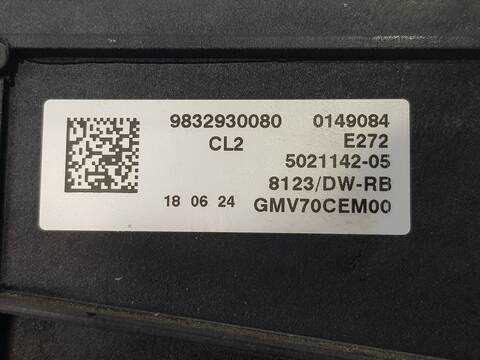 9832930080 0149084
CL2 E272
5021142-05
8123/DW-RB
18 06 24 GMV70CEM00